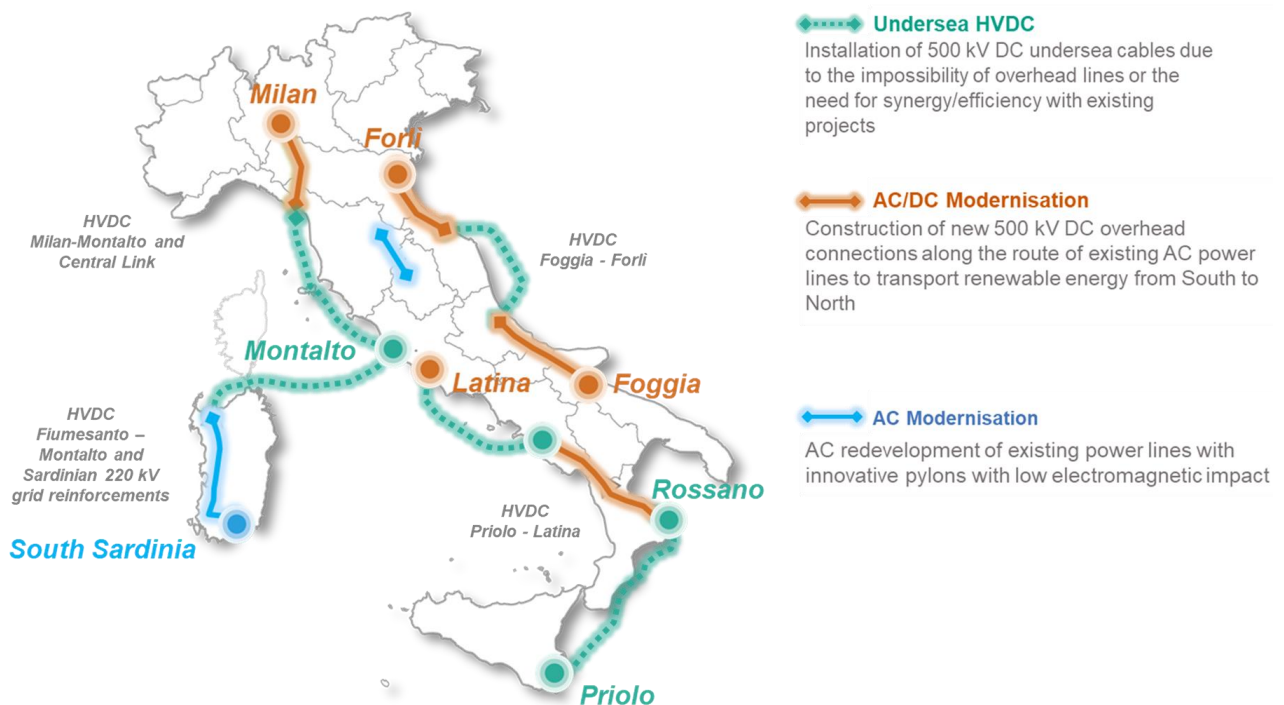 Milan
Forlì
HVDC
Milan-Montalto and
Central Link
HVDC
Foggia - Forlì
Montalto
Latina
Foggia
HVDC
Fiumesanto –
Montalto and
Sardinian 220 kV
grid reinforcements
Rossano
HVDC
Priolo - Latina
South Sardinia
Priolo
Undersea HVDC
Installation of 500 kV DC undersea cables due
to the impossibility of overhead lines or the
need for synergy/efficiency with existing
projects
AC/DC Modernisation
Construction of new 500 kV DC overhead
connections along the route of existing AC power
lines to transport renewable energy from South to
North
AC Modernisation
AC redevelopment of existing power lines with
innovative pylons with low electromagnetic impact